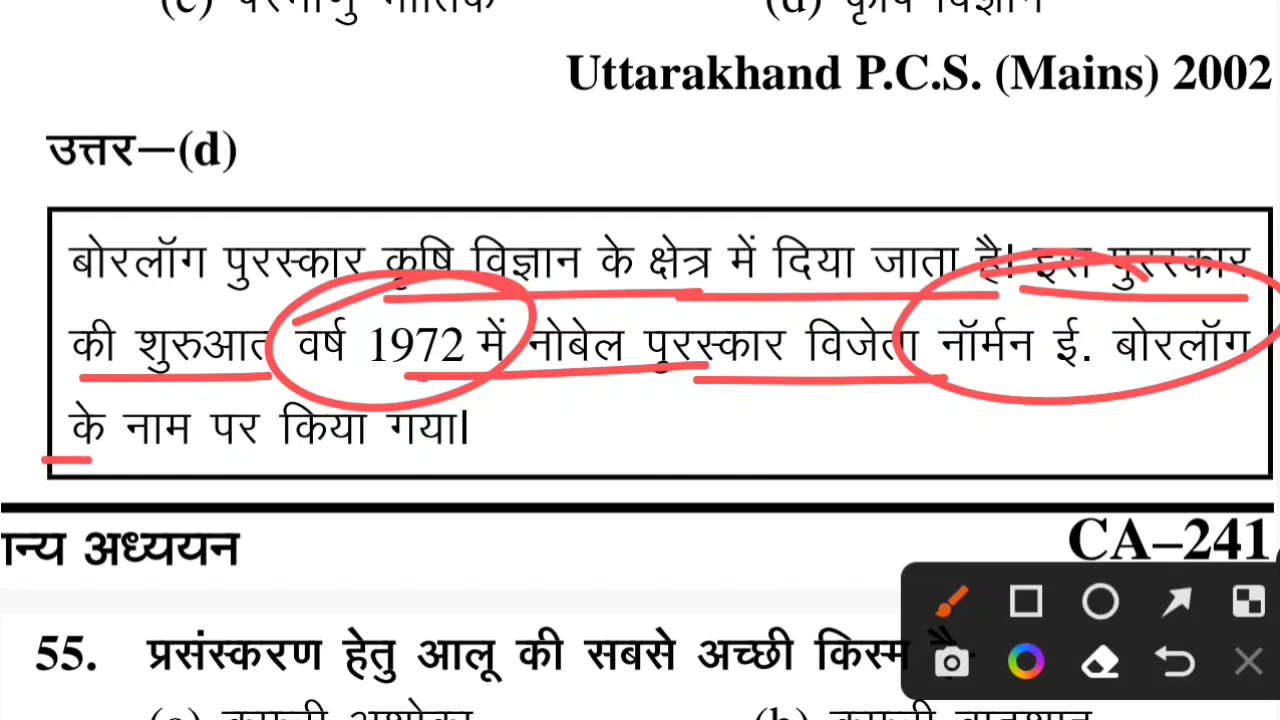 (c) परमाणु भौतिक (d) कृषि विज्ञान
Uttarakhand P.C.S. (Mains) 2002
उत्तर—(d)
बोरलॉग पुरस्कार कृषि विज्ञान के क्षेत्र में दिया जाता है। इस पुरस्कार
की शुरुआत वर्ष 1972 में नोबेल पुरस्कार विजेता नॉर्मन ई. बोरलॉग
के नाम पर किया गया।
न्य अध्ययन CA–241
55. प्रसंस्करण हेतु आलू की सबसे अच्छी किस्म है
(a) (b)